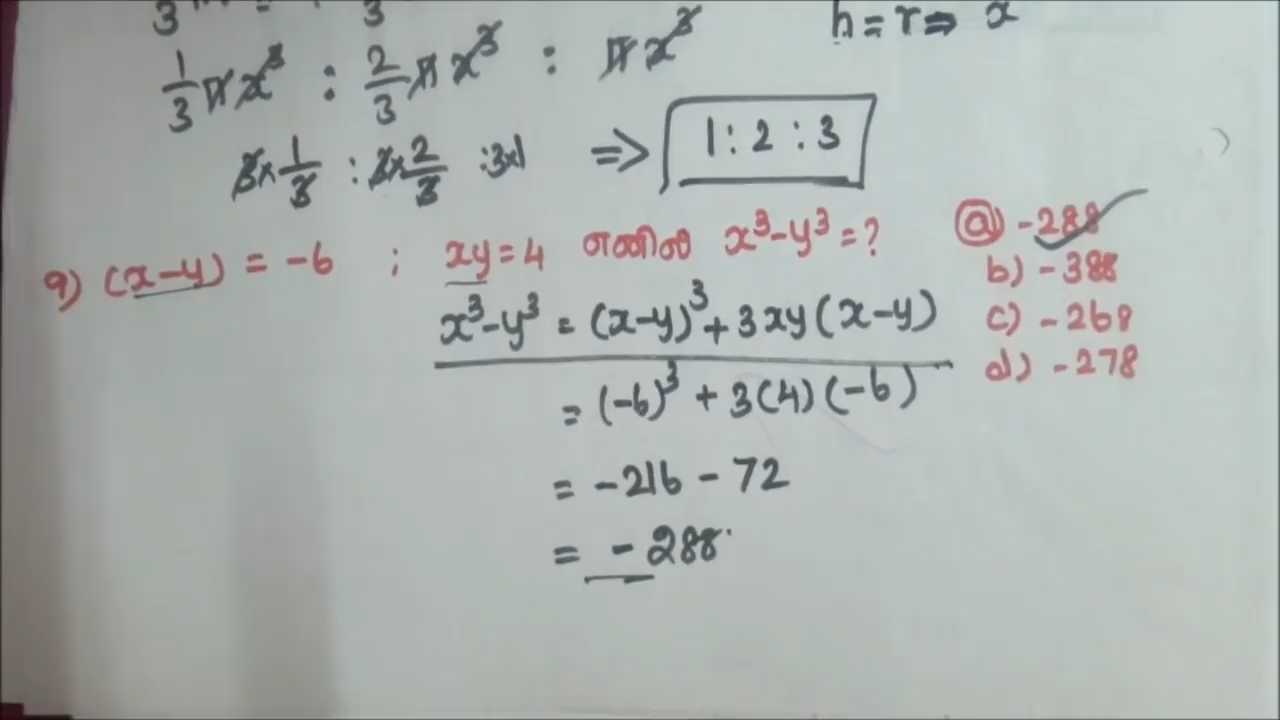 h = r ⇒ x
1/3 πx³ : 2/3 πx³ : πx³
3×1/3 : 3×2/3 : 3×1 ⇒ 1 : 2 : 3
9) (x-y) = -6 ; xy = 4 എങ്കിൽ x³-y³ = ?
a) -288
b) -388
c) -268
d) -278
x³-y³ = (x-y)³ + 3xy(x-y)
= (-6)³ + 3(4)(-6)
= -216 - 72
= -288